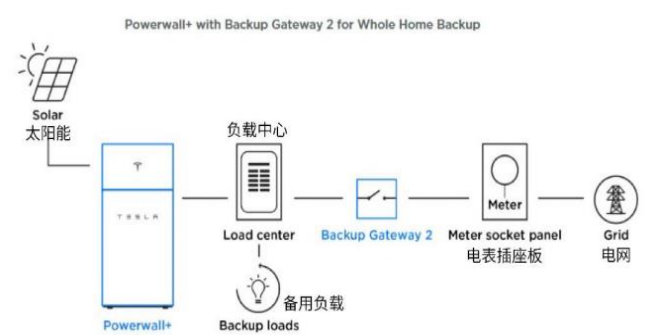 Powerwall+ with Backup Gateway 2 for Whole Home Backup
Solar
太阳能
负载中心
TESLA
Meter
Load center
Backup Gateway 2
Meter socket panel
电表插座板
Grid
电网
备用负载
Powerwall+
Backup loads